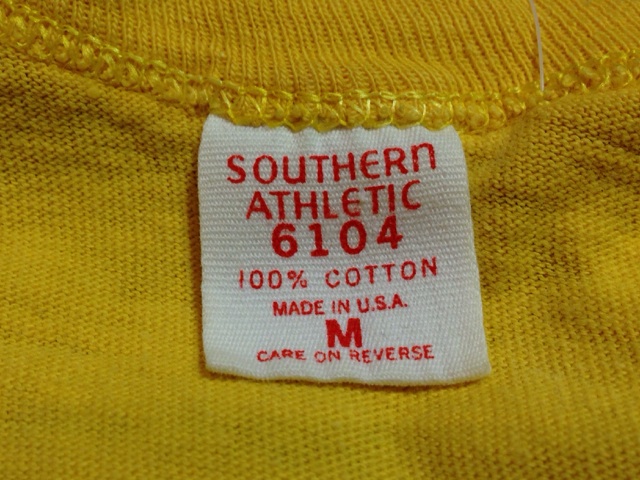 SOUTHERN
ATHLETIC
6104
100% COTTON
MADE IN U.S.A.
M
CARE ON REVERSE